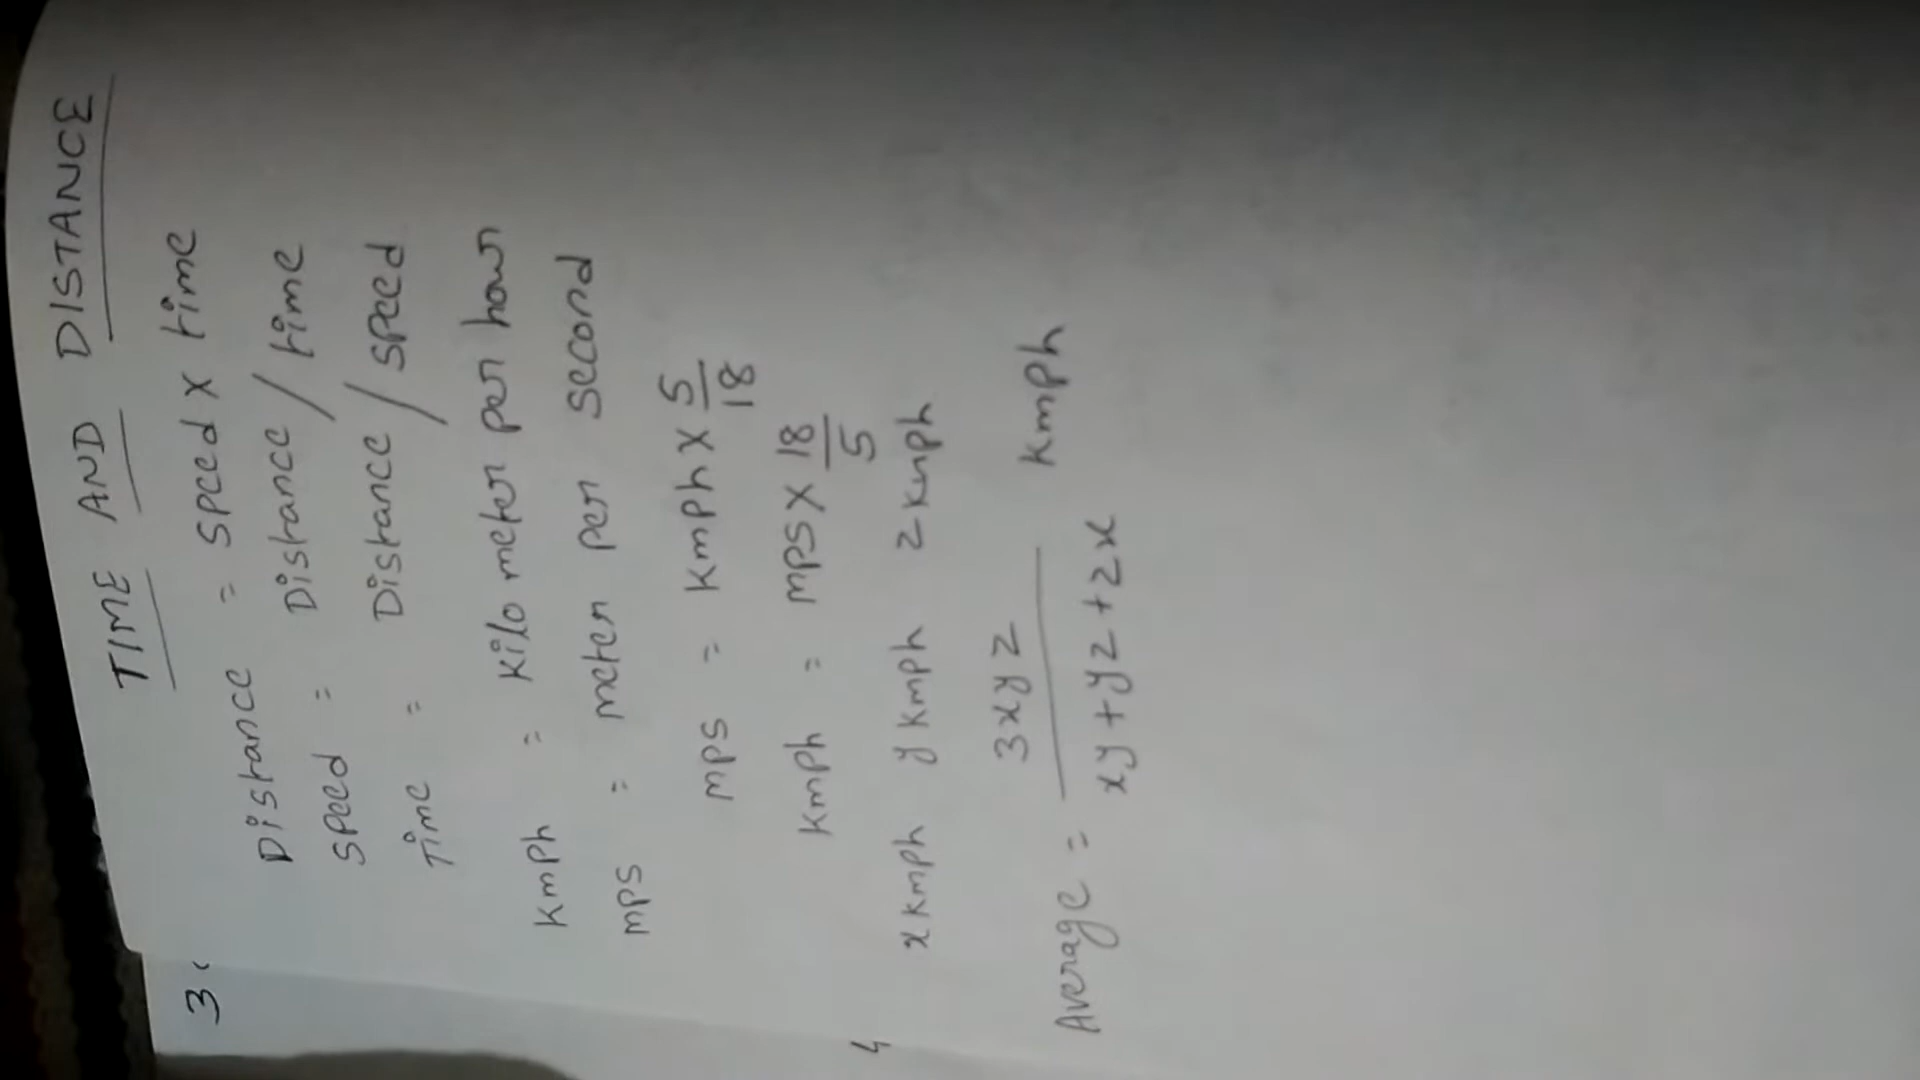 TIME AND DISTANCE
Distance = speed x time
speed = Distance / time
Time = Distance / speed
Kmph = Kilo meter per hour
mps = meter per second
mps = Kmph x 5/18
Kmph = mps x 18/5
x Kmph y Kmph z Kmph
Average = 3xyz / xy + yz + zx Kmph
3
4